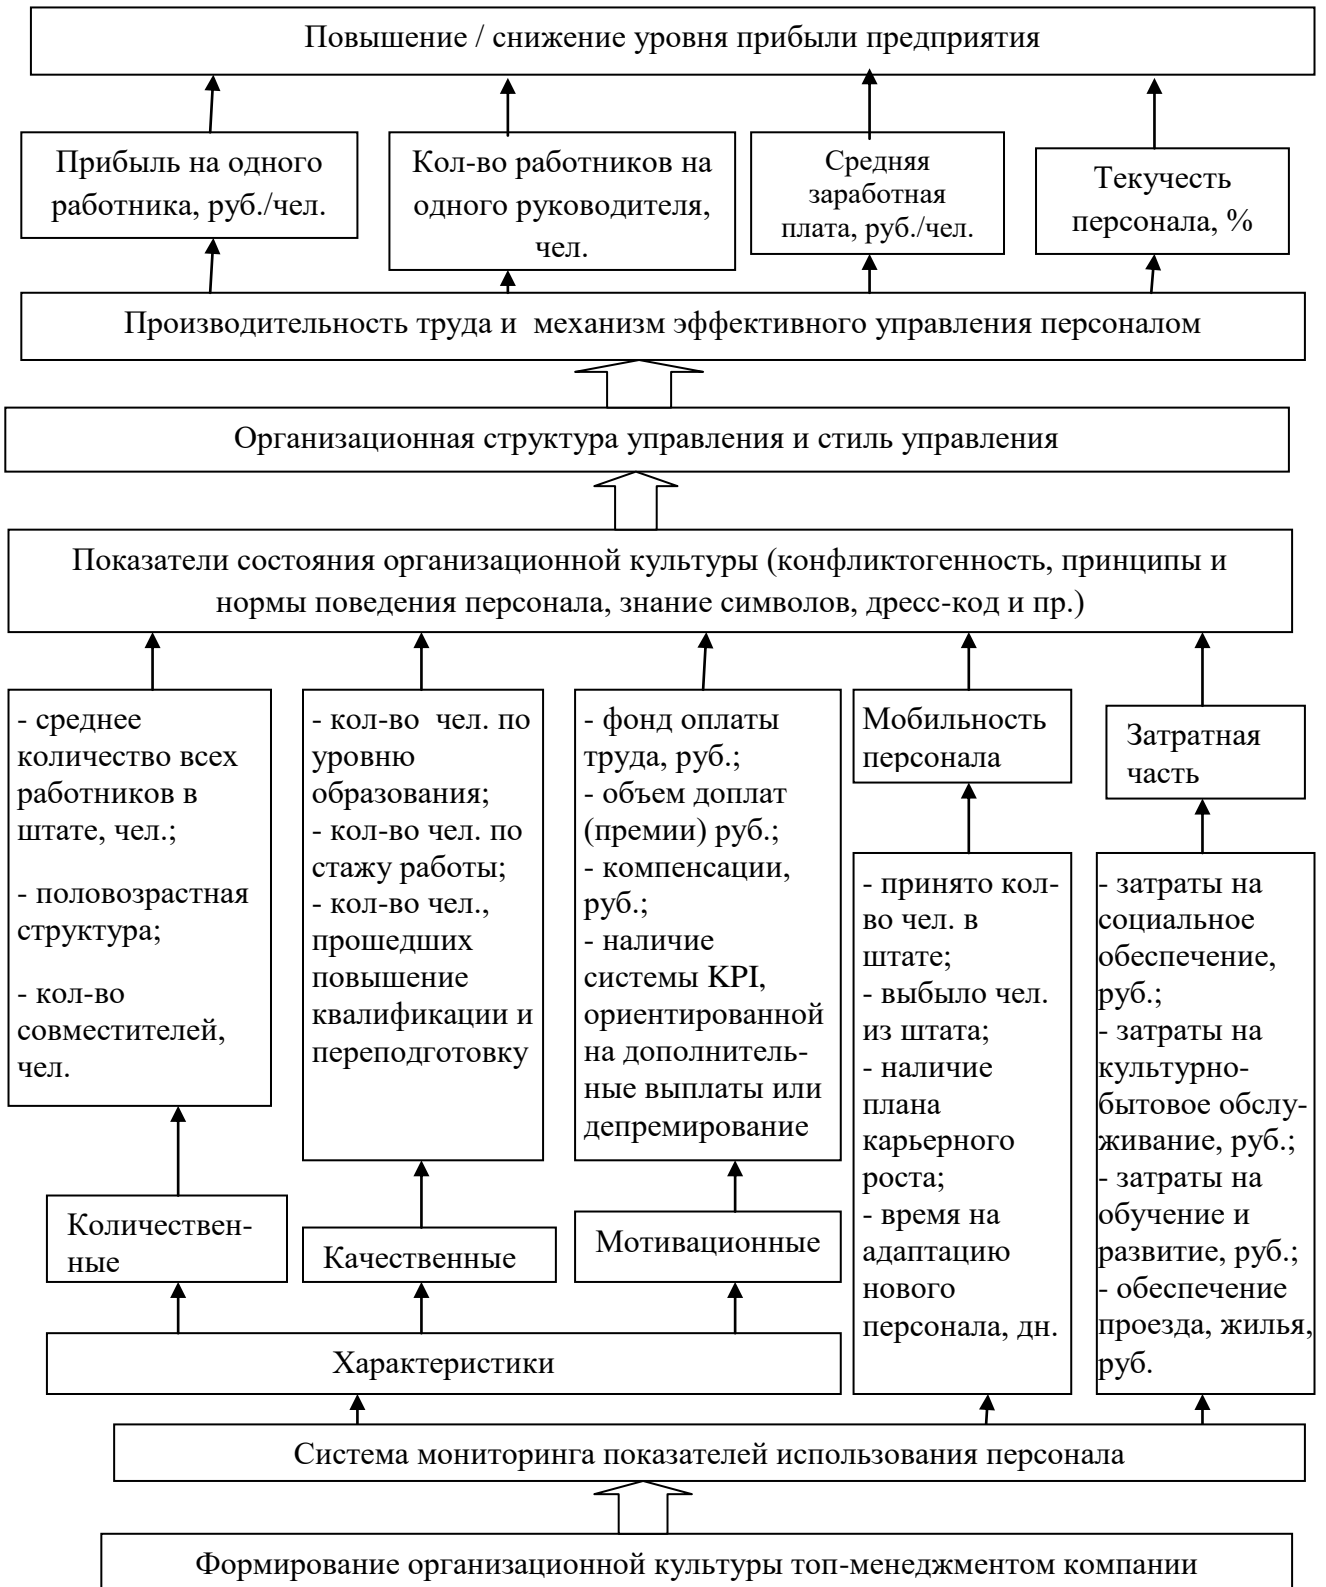 Повышение / снижение уровня прибыли предприятия
Прибыль на одного
работника, руб./чел.
Кол-во работников на
одного руководителя,
чел.
Средняя
заработная
плата, руб./чел.
Текучесть
персонала, %
Производительность труда и механизм эффективного управления персоналом
Организационная структура управления и стиль управления
Показатели состояния организационной культуры (конфликтогенность, принципы и
нормы поведения персонала, знание символов, дресс-код и пр.)
- среднее
количество всех
работников в
штате, чел.;
- половозрастная
структура;
- кол-во
совместителей,
чел.
- кол-во чел. по
уровню
образования;
- кол-во чел. по
стажу работы;
- кол-во чел.,
прошедших
повышение
квалификации и
переподготовку
- фонд оплаты
труда, руб.;
- объем доплат
(премии) руб.;
- компенсации,
руб.;
- наличие
системы KPI,
ориентированной
на дополнитель-
ные выплаты или
депремирование
Мобильность
персонала
Затратная
часть
- принято кол-
во чел. в
штате;
- выбыло чел.
из штата;
- наличие
плана
карьерного
роста;
- время на
адаптацию
нового
персонала, дн.
- затраты на
социальное
обеспечение,
руб.;
- затраты на
культурно-
бытовое обслу-
живание, руб.;
- затраты на
обучение и
развитие, руб.;
- обеспечение
проезда, жилья,
руб.
Количествен-
ные
Качественные
Мотивационные
Характеристики
Система мониторинга показателей использования персонала
Формирование организационной культуры топ-менеджментом компании